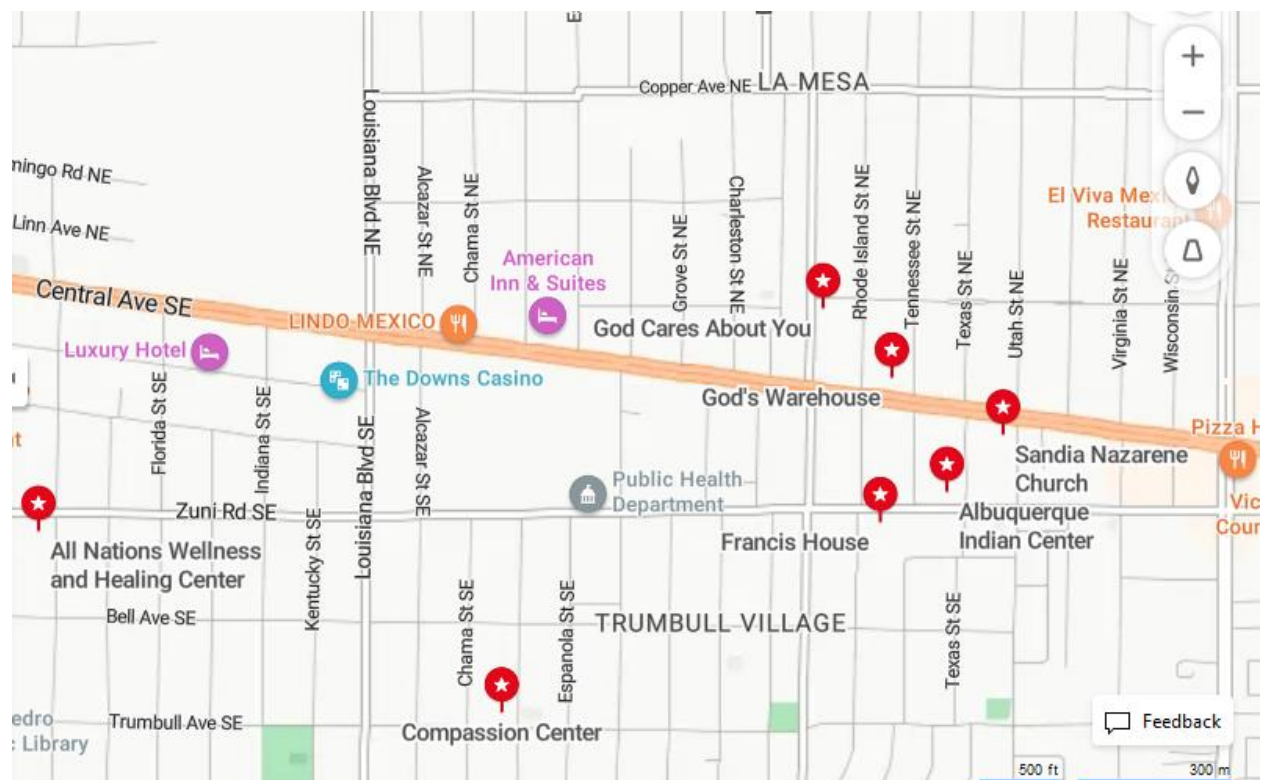 Copper Ave NE
LA MESA
Louisiana Blvd NE
mingo Rd NE
Linn Ave NE
Alcazar St NE
Chama St NE
Grove St NE
Charleston St NE
Rhode Island St NE
Tennessee St NE
Texas St NE
Utah St NE
Virginia St NE
Wisconsin S
El Viva Mexi
Restaurant
American
Inn & Suites
Central Ave SE
LINDO MEXICO
God Cares About You
Luxury Hotel
The Downs Casino
God's Warehouse
Florida St SE
Indiana St SE
Alcazar St SE
Louisiana Blvd SE
Pizza H
Sandia Nazarene
Church
Public Health
Department
Zuni Rd SE
Kentucky St SE
Albuquerque
Indian Center
Vic
Cour
Francis House
All Nations Wellness
and Healing Center
Bell Ave SE
Chama St SE
Espanola St SE
TRUMBULL VILLAGE
Texas St SE
Trumbull Ave SE
Compassion Center
edro
c Library
Feedback
500 ft
300 m